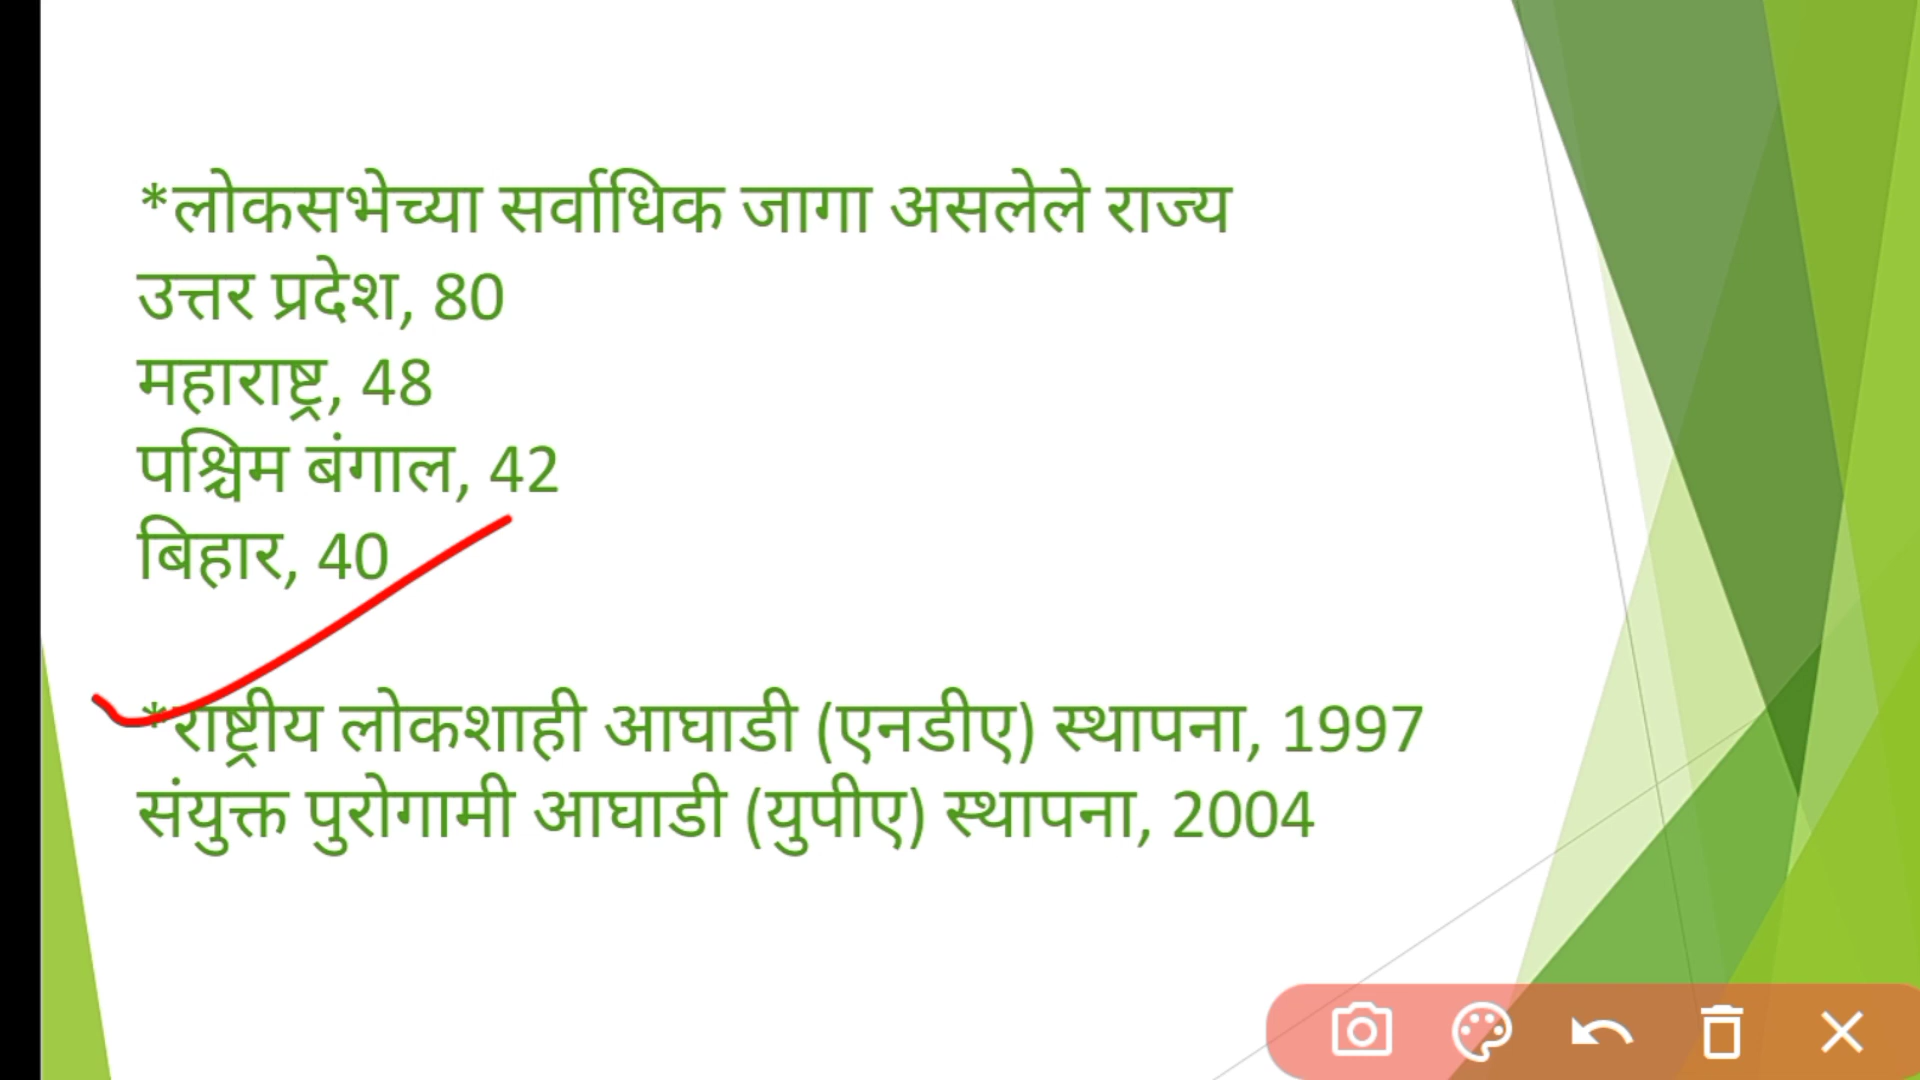 *लोकसभेच्या सर्वाधिक जागा असलेले राज्य
उत्तर प्रदेश, 80
महाराष्ट्र, 48
पश्चिम बंगाल, 42
बिहार, 40
*राष्ट्रीय लोकशाही आघाडी (एनडीए) स्थापना, 1997
संयुक्त पुरोगामी आघाडी (युपीए) स्थापना, 2004